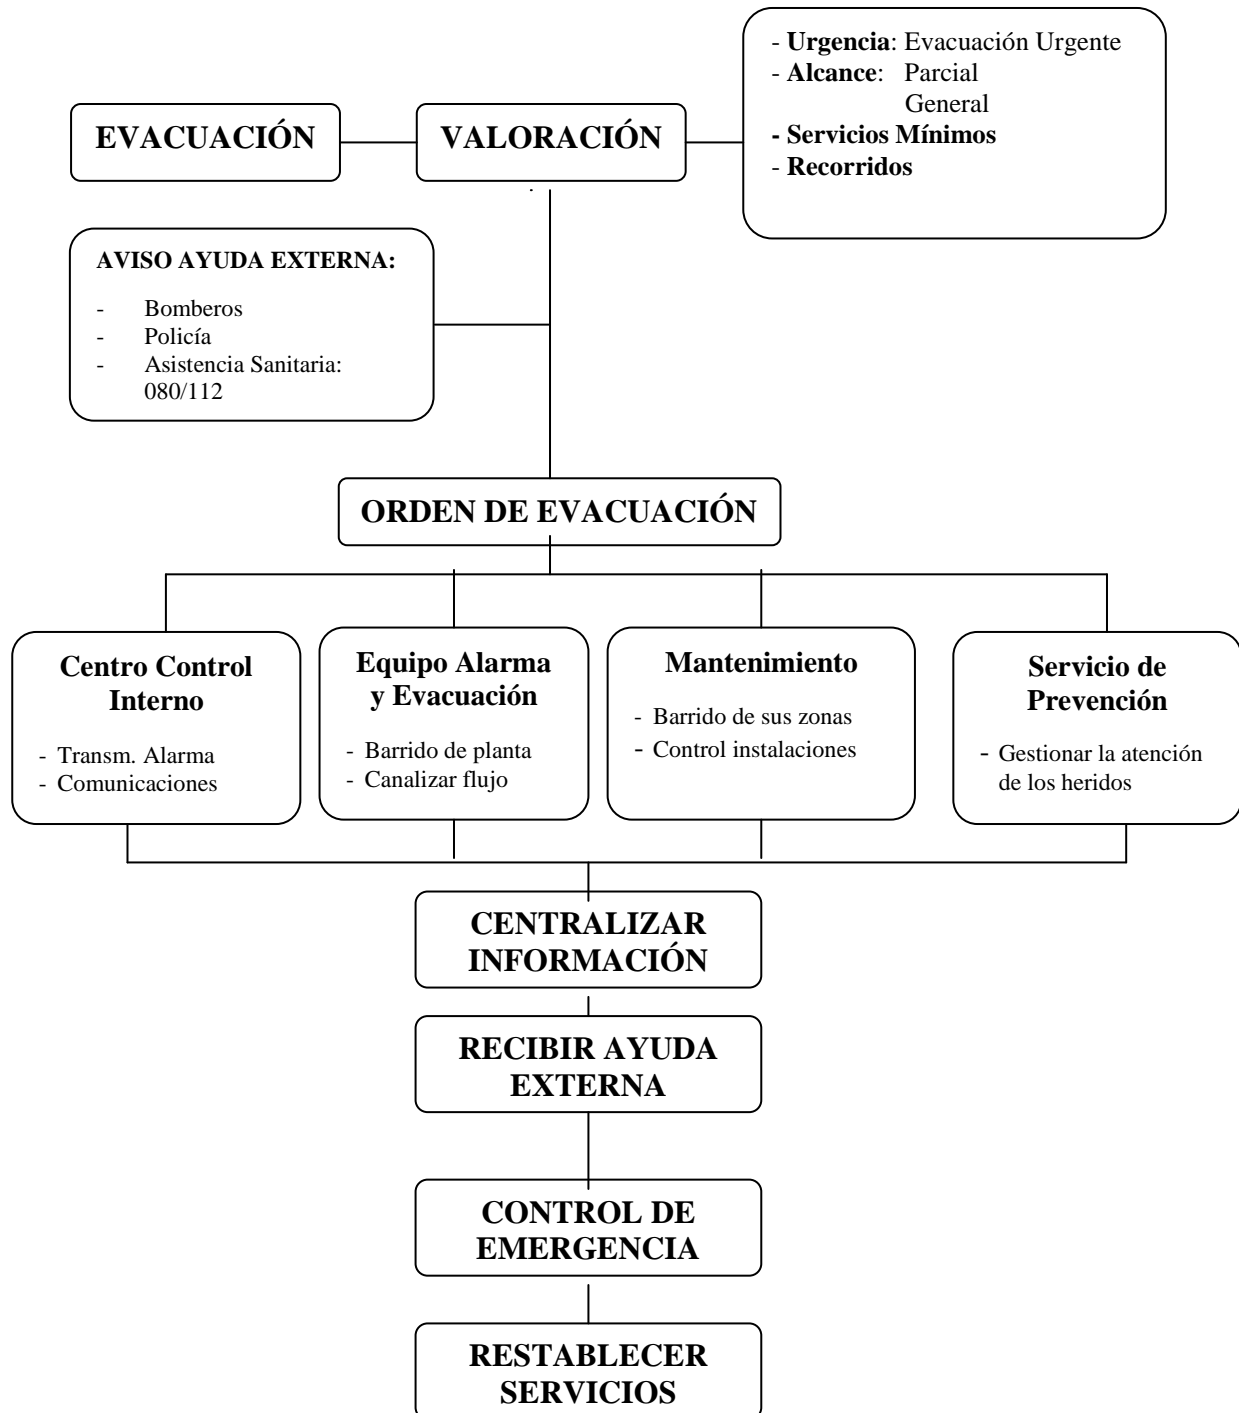 EVACUACIÓN
VALORACIÓN
- Urgencia: Evacuación Urgente
- Alcance: Parcial
General
- Servicios Mínimos
- Recorridos
AVISO AYUDA EXTERNA:
- Bomberos
- Policía
- Asistencia Sanitaria:
080/112
ORDEN DE EVACUACIÓN
Centro Control
Interno
- Transm. Alarma
- Comunicaciones
Equipo Alarma
y Evacuación
- Barrido de planta
- Canalizar flujo
Mantenimiento
- Barrido de sus zonas
- Control instalaciones
Servicio de
Prevención
- Gestionar la atención
de los heridos
CENTRALIZAR
INFORMACIÓN
RECIBIR AYUDA
EXTERNA
CONTROL DE
EMERGENCIA
RESTABLECER
SERVICIOS